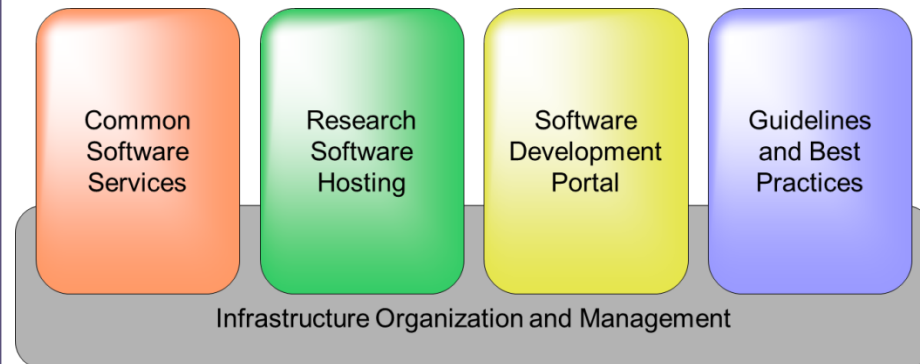 Common
Software
Services
Research
Software
Hosting
Software
Development
Portal
Guidelines
and Best
Practices
Infrastructure Organization and Management